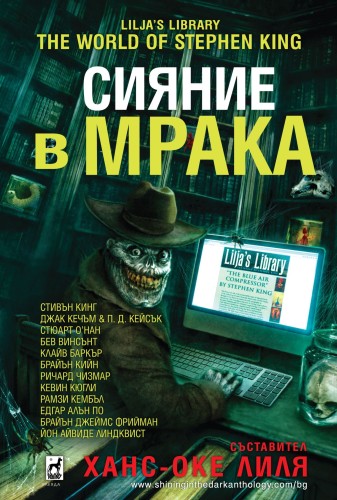 LILJA'S LIBRARY
THE WORLD OF STEPHEN KING
СИЯНИЕ
В МРАКА
Lilja's Library
"THE BLUE AIR
COMPRESSOR"
BY STEPHEN KING
СТИВЪН КИНГ
ДЖАК КЕЧЪМ & П. Д. КЕЙСЪК
СТЮАРТ О'НАН
БЕВ ВИНСЪНТ
КЛАЙВ БАРКЪР
БРАЙЪН КИЙН
РИЧАРД ЧИЗМАР
КЕВИН КЮГЛИ
РАМЗИ КЕМБЪЛ
ЕДГАР АЛЪН ПО
БРАЙЪН ДЖЕЙМС ФРИЙМАН
ЙОН АЙВИДЕ ЛИНДКВИСТ
СЪСТАВИТЕЛ
ХАНС-ОКЕ ЛИЛЯ
www.shininginthedarkanthology.com/bg